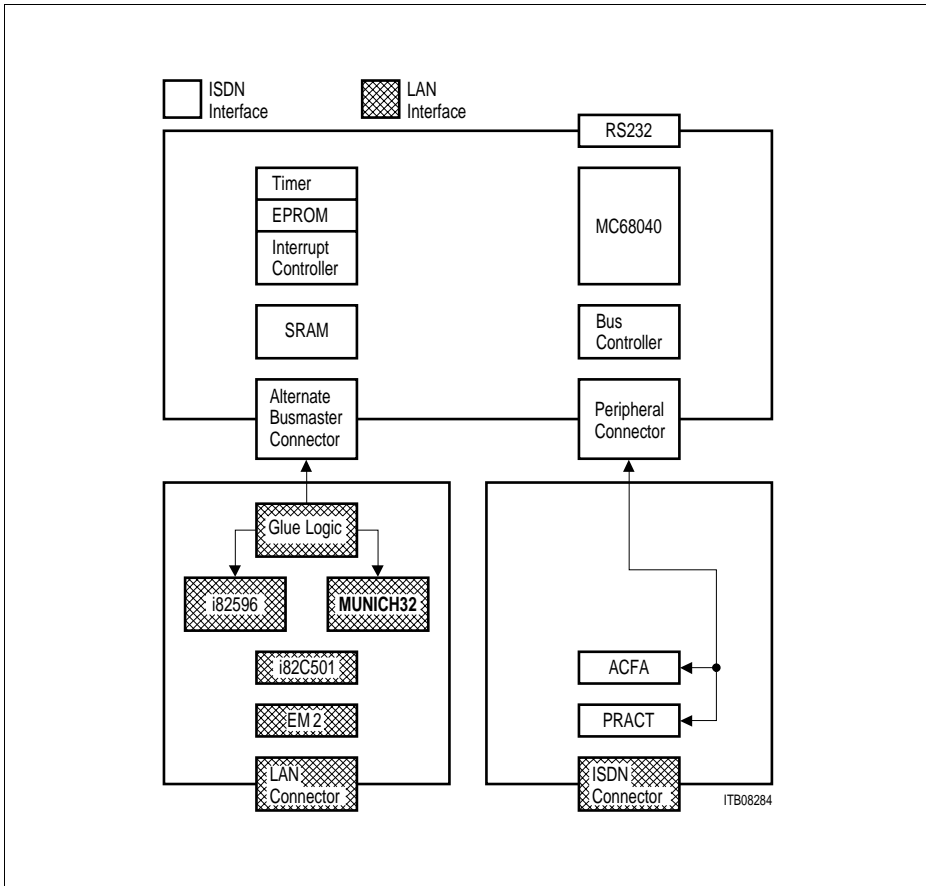 ISDN
Interface
LAN
Interface
RS232
Timer
EPROM
Interrupt
Controller
MC68040
SRAM
Bus
Controller
Alternate
Busmaster
Connector
Peripheral
Connector
Glue Logic
i82596
MUNICH32
i82C501
ACFA
EM 2
PRACT
LAN
Connector
ISDN
Connector
ITB08284